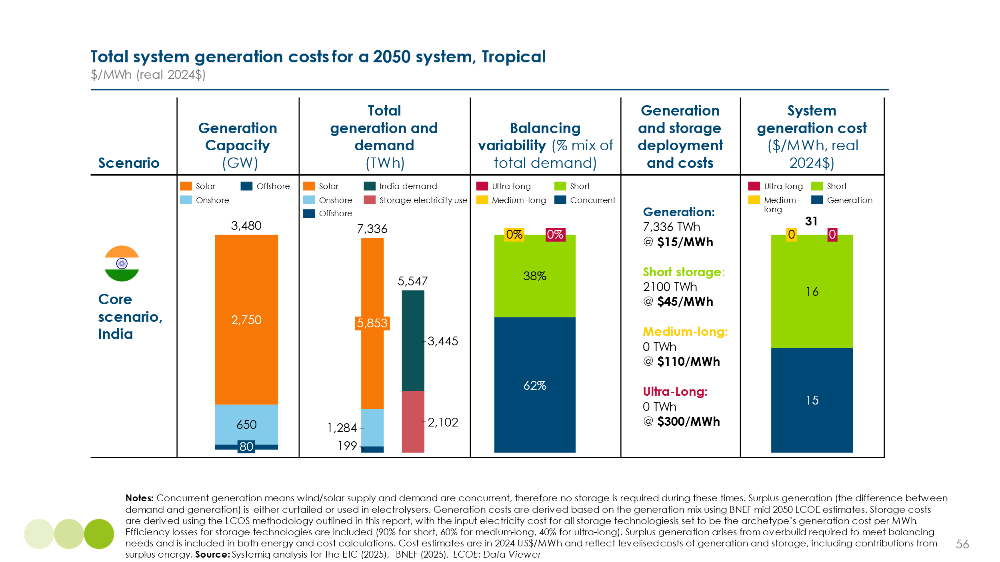 Total system generation costs for a 2050 system, Tropical
$/MWh (real 2024$)
Scenario
Generation
Capacity
(GW)
Total
generation and
demand
(TWh)
Balancing
variability (% mix of
total demand)
Generation
and storage
deployment
and costs
System
generation cost
($/MWh, real
2024$)
Core
scenario,
India
Solar
Offshore
Onshore
3,480
2,750
650
80
Solar
India demand
Onshore
Storage electricity use
Offshore
7,336
5,853
1,284
199
5,547
3,445
2,102
Ultra-long
Short
Medium-long
Concurrent
0%
0%
38%
62%
Generation:
7,336 TWh
@ $15/MWh
Short storage:
2100 TWh
@ $45/MWh
Medium-long:
0 TWh
@ $110/MWh
Ultra-Long:
0 TWh
@ $300/MWh
Ultra-long
Short
Medium-
long
Generation
31
0
0
16
15
Notes: Concurrent generation means wind/solar supply and demand are concurrent, therefore no storage is required during these times. Surplus generation (the difference between
demand and generation) is either curtailed or used in electrolysers. Generation costs are derived based on the generation mix using BNEF mid 2050 LCOE estimates. Storage costs
are derived using the LCOS methodology outlined in this report, with the input electricity cost for all storage technologiesis set to be the archetype's generation cost per MWh.
Efficiency losses for storage technologies are included (90% for short, 60% for medium-long, 40% for ultra-long). Surplus generation arises from overbuild required to meet balancing
needs and is included in both energy and cost calculations. Cost estimates are in 2024 US$/MWh and reflect levelised costs of generation and storage, including contributions from
surplus energy. Source: Systemiq analysis for the ETC (2025), BNEF (2025), LCOE: Data Viewer
56